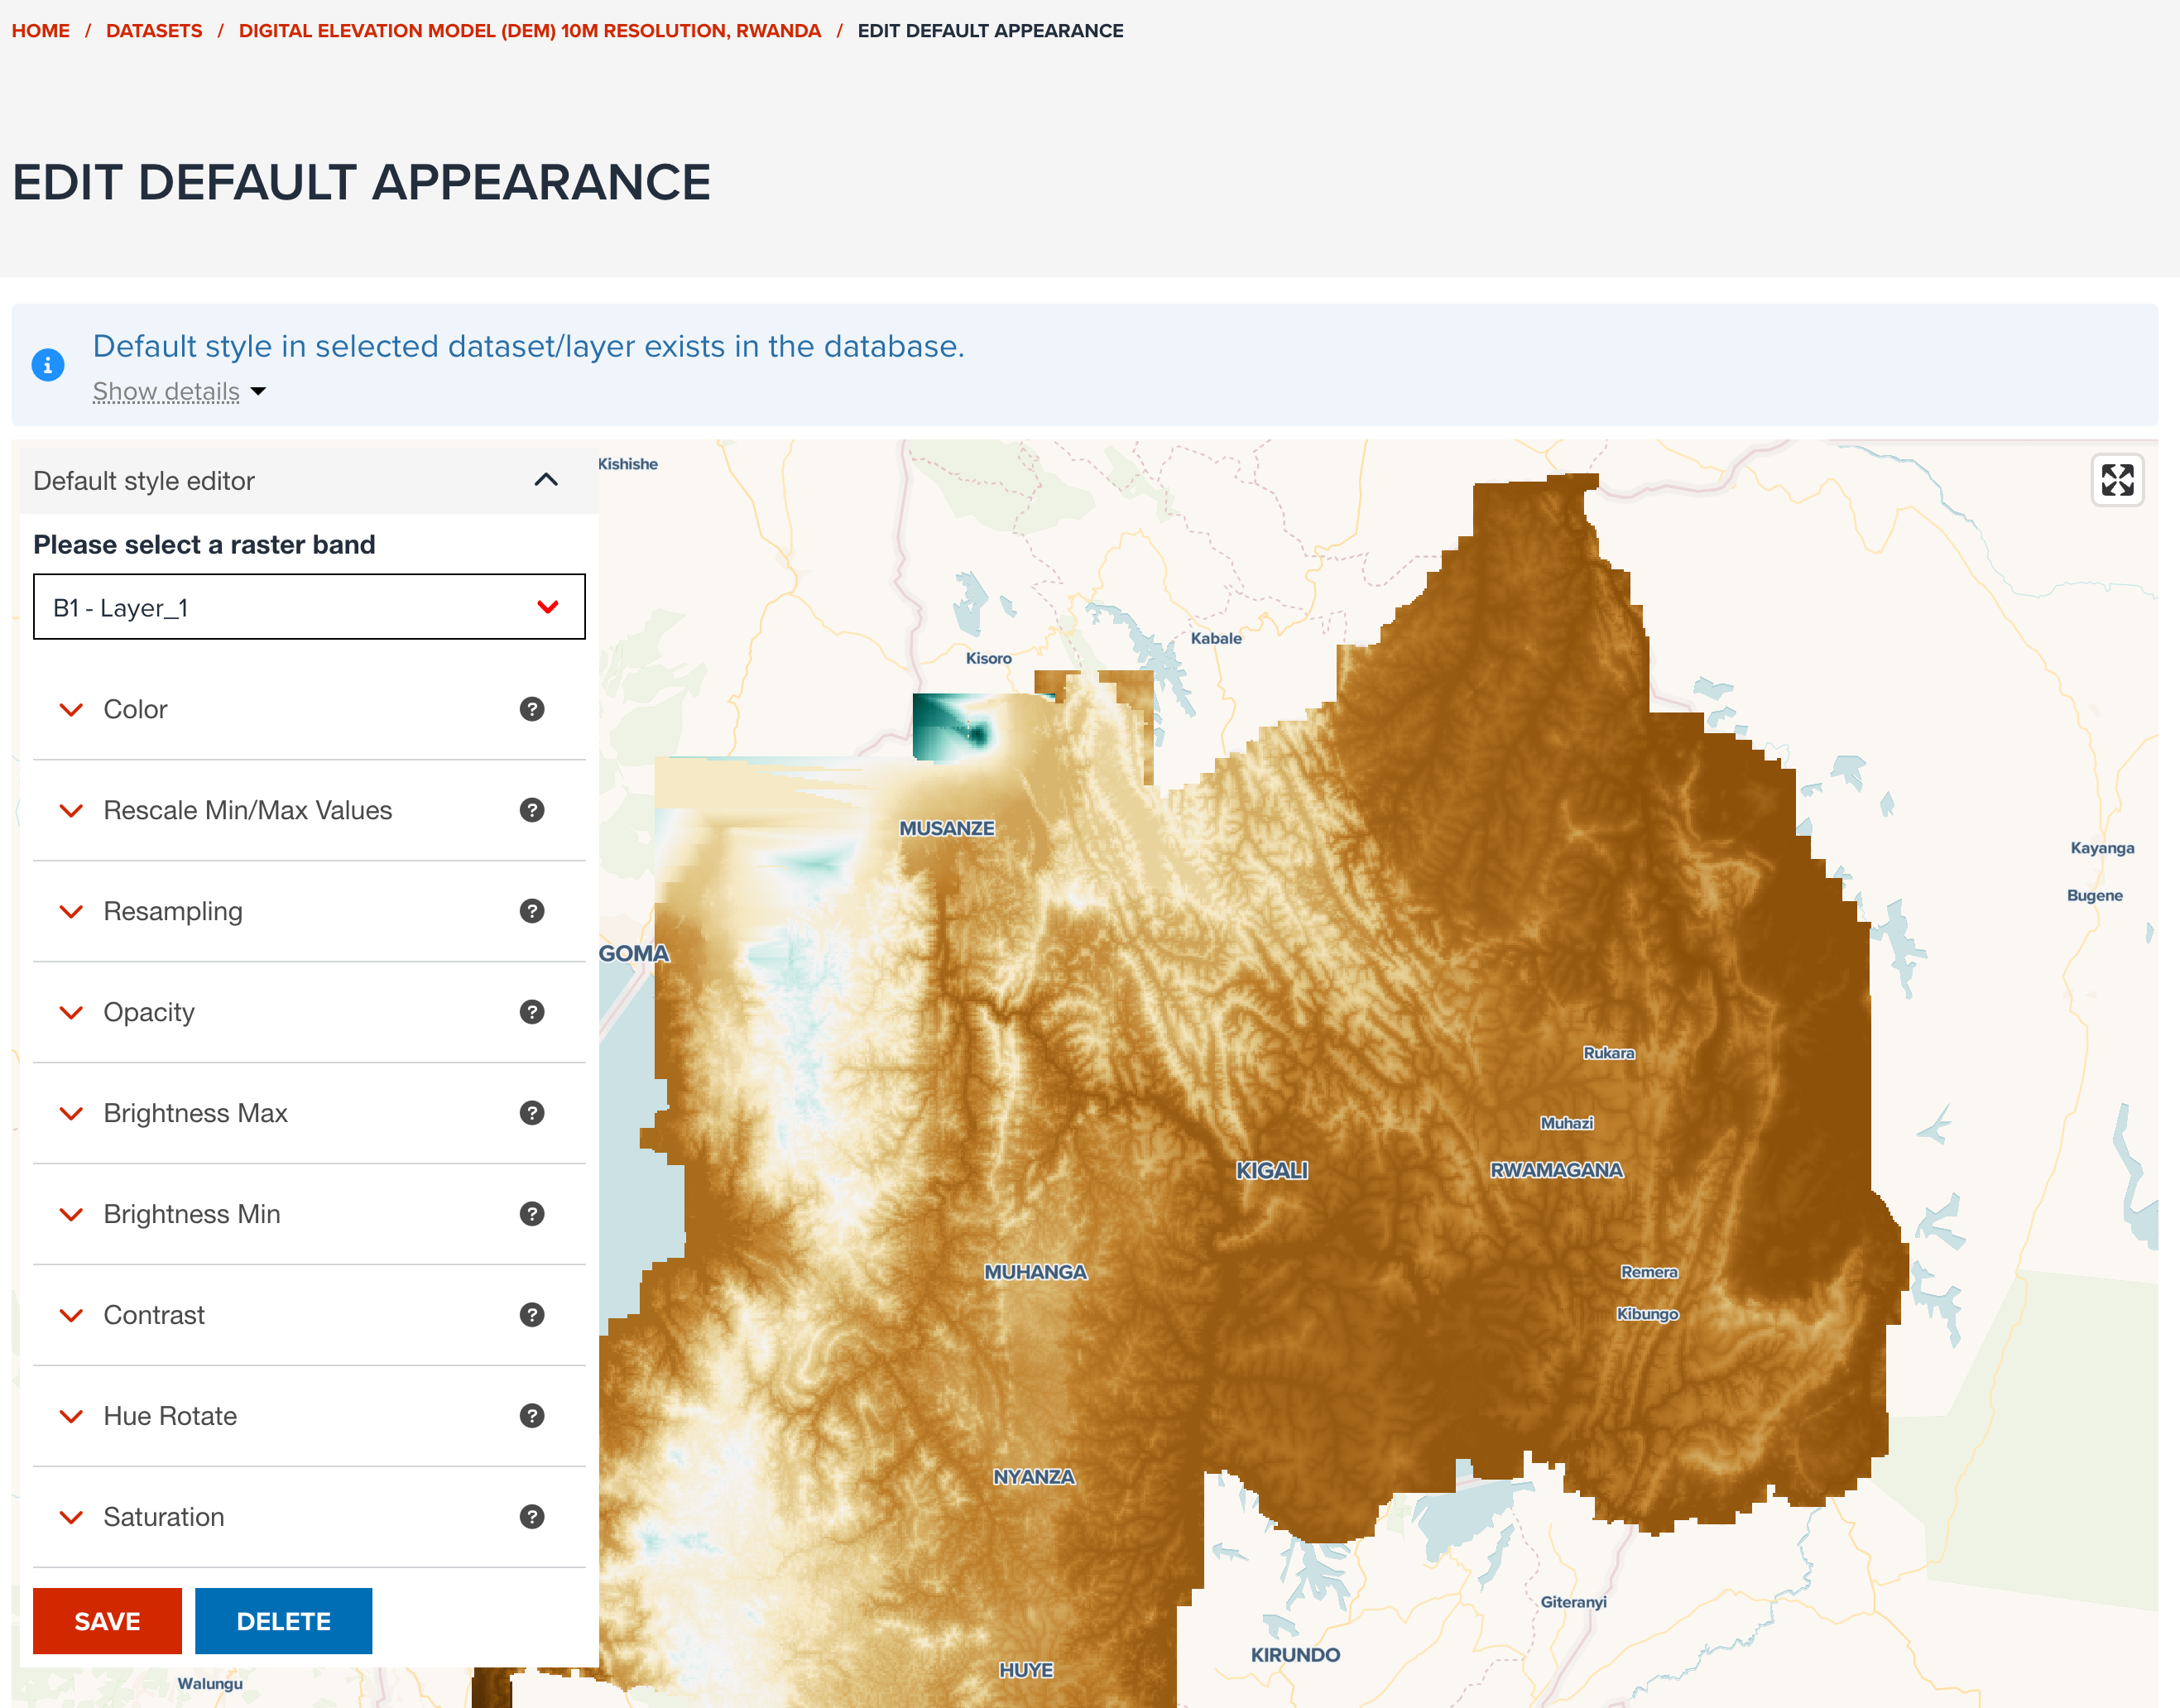 HOME / DATASETS / DIGITAL ELEVATION MODEL (DEM) 10M RESOLUTION, RWANDA / EDIT DEFAULT APPEARANCE
EDIT DEFAULT APPEARANCE
Default style in selected dataset/layer exists in the database.
Show details
Default style editor
Please select a raster band
B1 - Layer_1
Color
Rescale Min/Max Values
Resampling
Opacity
Brightness Max
Brightness Min
Contrast
Hue Rotate
Saturation
SAVE DELETE
Kishishe
Kabale
Kisoro
MUSANZE
Kayanga
Bugene
GOMA
Rukara
Muhazi
KIGALI
RWAMAGANA
MUHANGA
Remera
Kibungo
NYANZA
Giteranyi
KIRUNDO
HUYE
Walungu